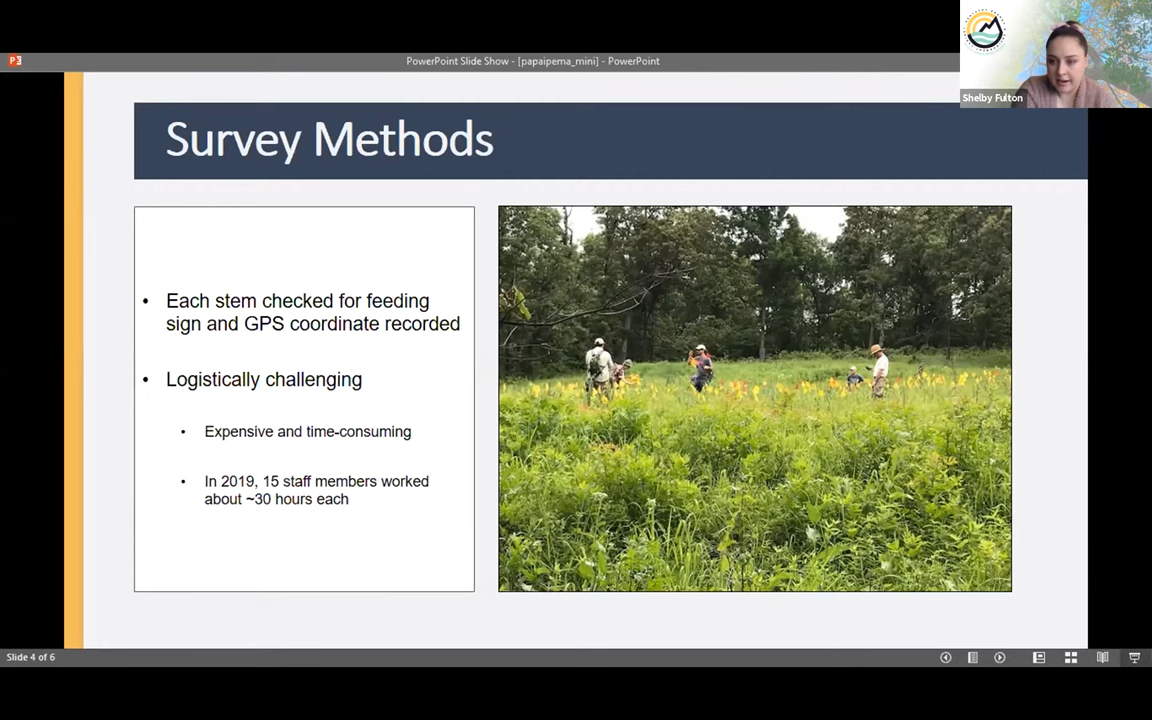 PowerPoint Slide Show - [papaipema_mini] - PowerPoint
Shelby Fulton
Survey Methods
• Each stem checked for feeding
sign and GPS coordinate recorded
• Logistically challenging
• Expensive and time-consuming
• In 2019, 15 staff members worked
about ~30 hours each
Slide 4 of 6